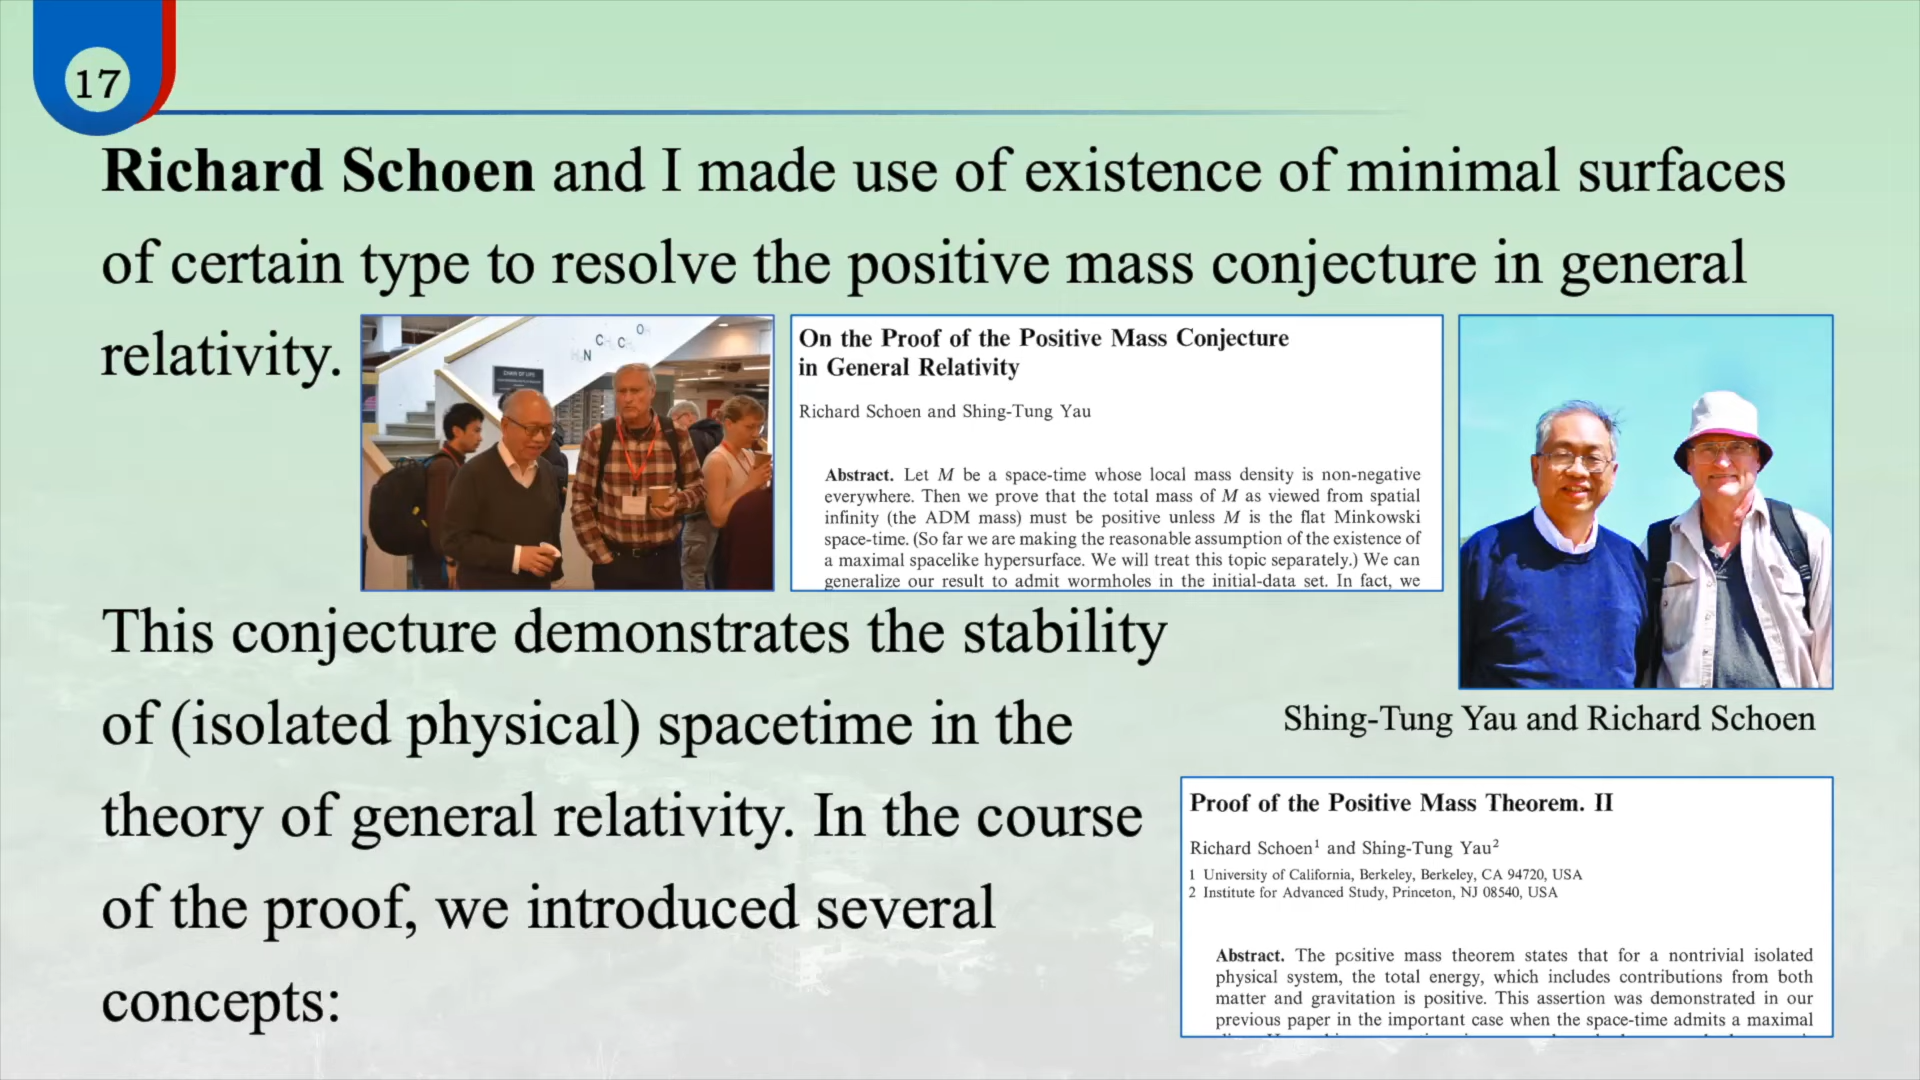 17
Richard Schoen and I made use of existence of minimal surfaces
of certain type to resolve the positive mass conjecture in general
relativity.
On the Proof of the Positive Mass Conjecture
in General Relativity
Richard Schoen and Shing-Tung Yau
Abstract. Let M be a space-time whose local mass density is non-negative
everywhere. Then we prove that the total mass of M as viewed from spatial
infinity (the ADM mass) must be positive unless M is the flat Minkowski
space-time. (So far we are making the reasonable assumption of the existence of
a maximal spacelike hypersurface. We will treat this topic separately.) We can
generalize our result to admit wormholes in the initial-data set. In fact, we
This conjecture demonstrates the stability
of (isolated physical) spacetime in the
theory of general relativity. In the course
of the proof, we introduced several
concepts:
Shing-Tung Yau and Richard Schoen
Proof of the Positive Mass Theorem. II
Richard Schoen¹ and Shing-Tung Yau²
1 University of California, Berkeley, Berkeley, CA 94720, USA
2 Institute for Advanced Study, Princeton, NJ 08540, USA
Abstract. The positive mass theorem states that for a nontrivial isolated
physical system, the total energy, which includes contributions from both
matter and gravitation is positive. This assertion was demonstrated in our
previous paper in the important case when the space-time admits a maximal